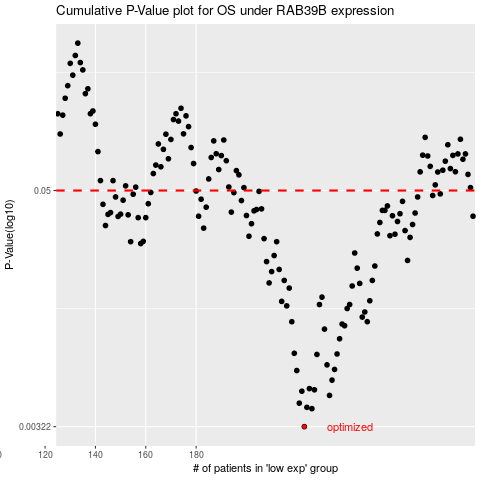 Cumulative P-Value plot for OS under RAB39B expression
P-Value(log10)
0.05
0.00322
optimized
0 120 140 160 180
# of patients in 'low exp' group